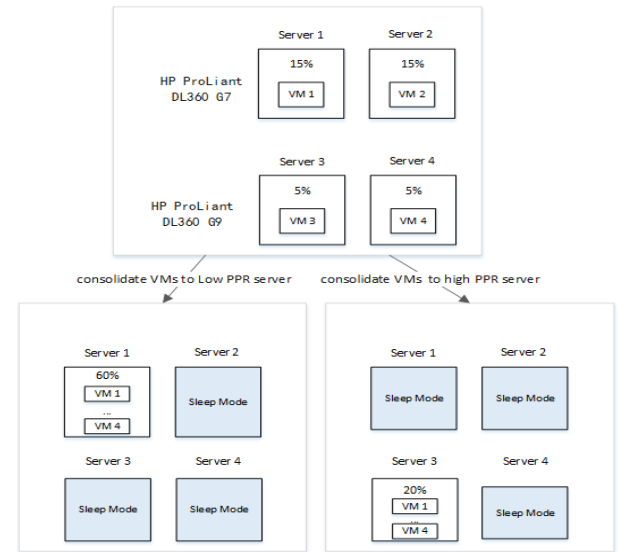 Server 1
Server 2
HP ProLiant
DL360 G7
15%
VM 1
15%
VM 2
Server 3
Server 4
HP ProLiant
DL360 G9
5%
VM 3
5%
VM 4
consolidate VMs to Low PPR server
consolidate VMs to high PPR server
Server 1
Server 2
60%
VM 1
...
VM 4
Sleep Mode
Server 3
Server 4
Sleep Mode
Sleep Mode
Server 1
Server 2
Sleep Mode
Sleep Mode
Server 3
Server 4
20%
VM 1
...
VM 4
Sleep Mode